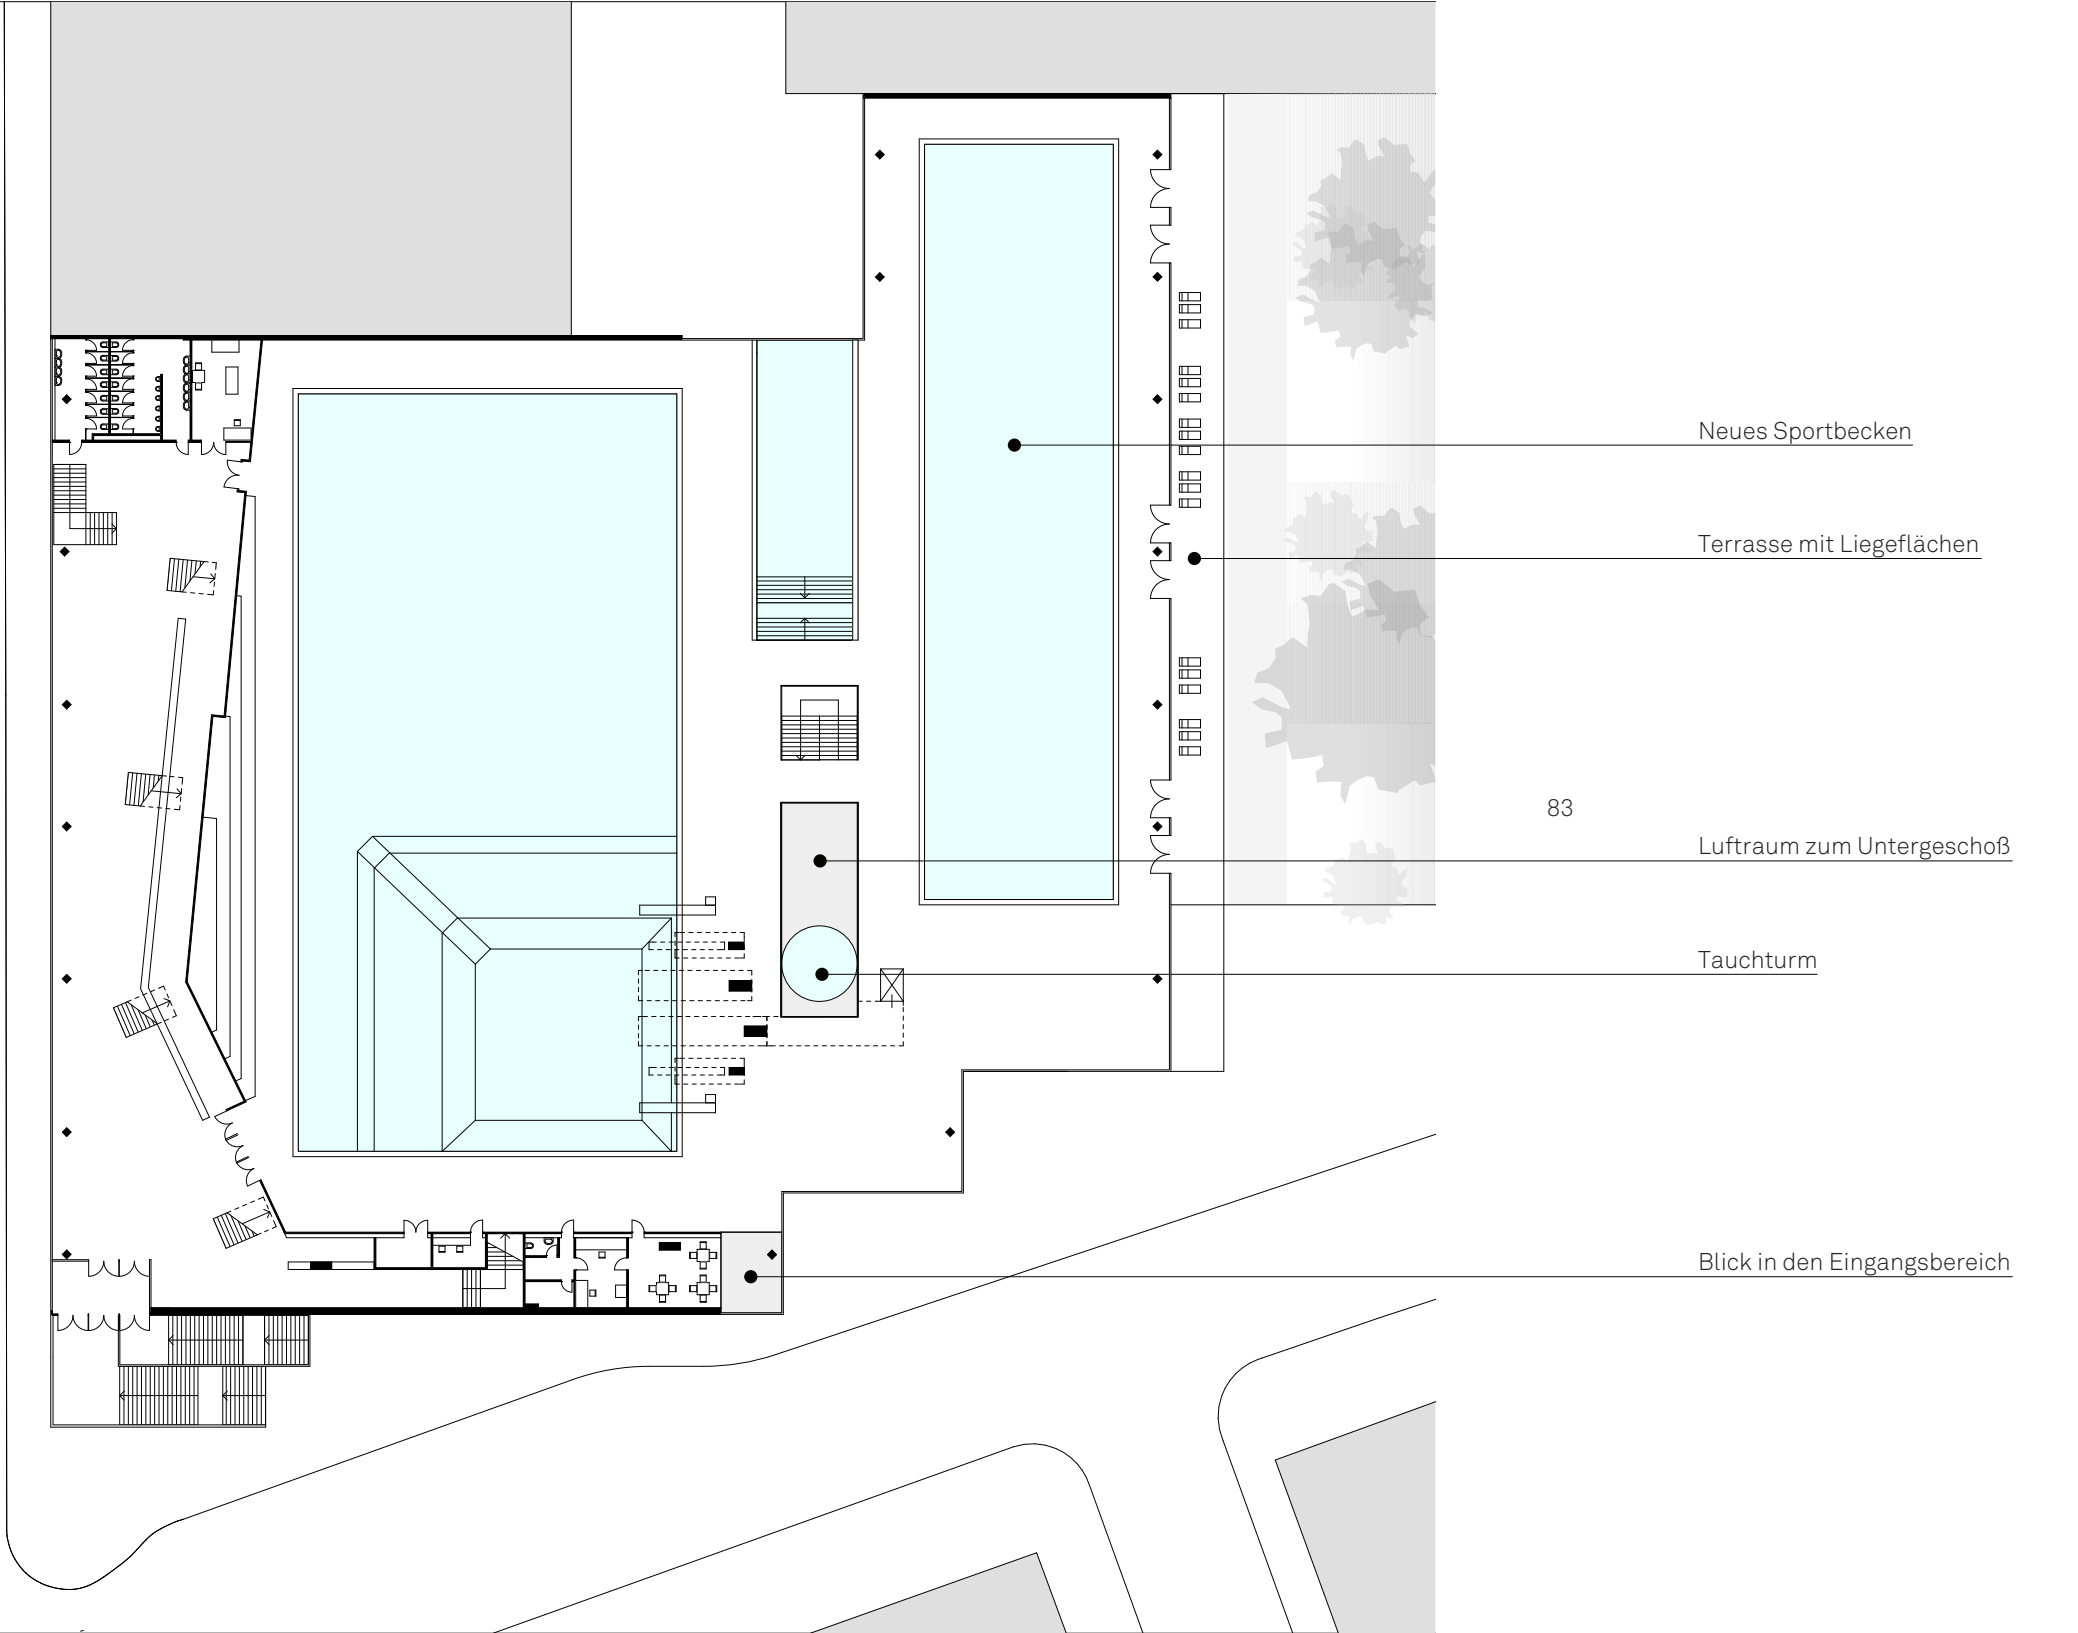 Neues Sportbecken
Terrasse mit Liegeflächen
83
Luftraum zum Untergeschoß
Tauchturm
Blick in den Eingangsbereich